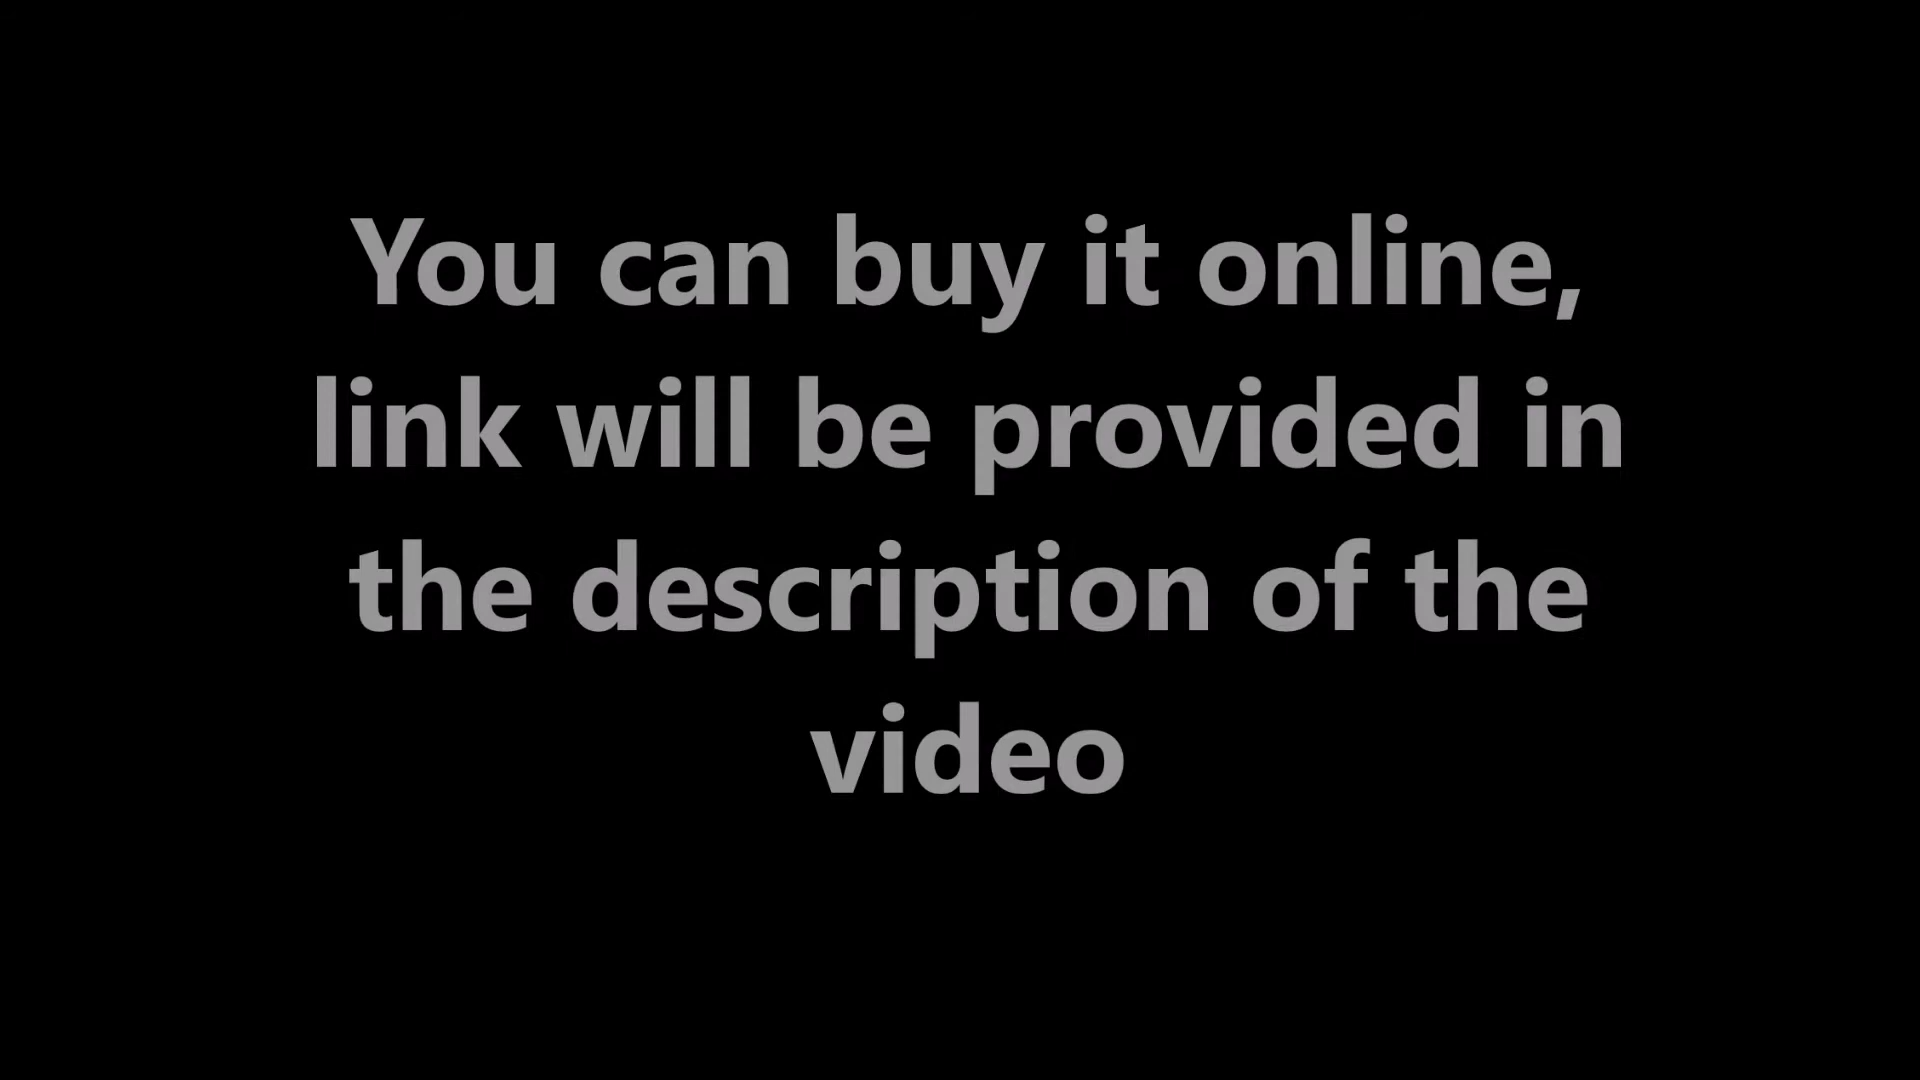 You can buy it online,
link will be provided in
the description of the
video